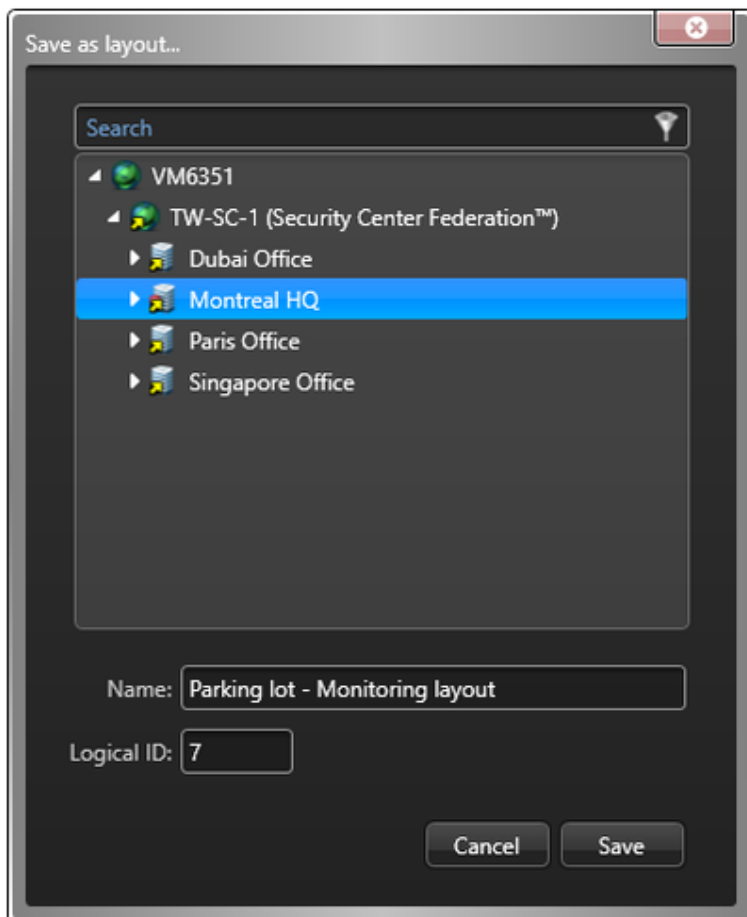 Save as layout...
Search
VM6351
TW-SC-1 (Security Center Federation™)
Dubai Office
Montreal HQ
Paris Office
Singapore Office
Name: Parking lot - Monitoring layout
Logical ID: 7
Cancel Save